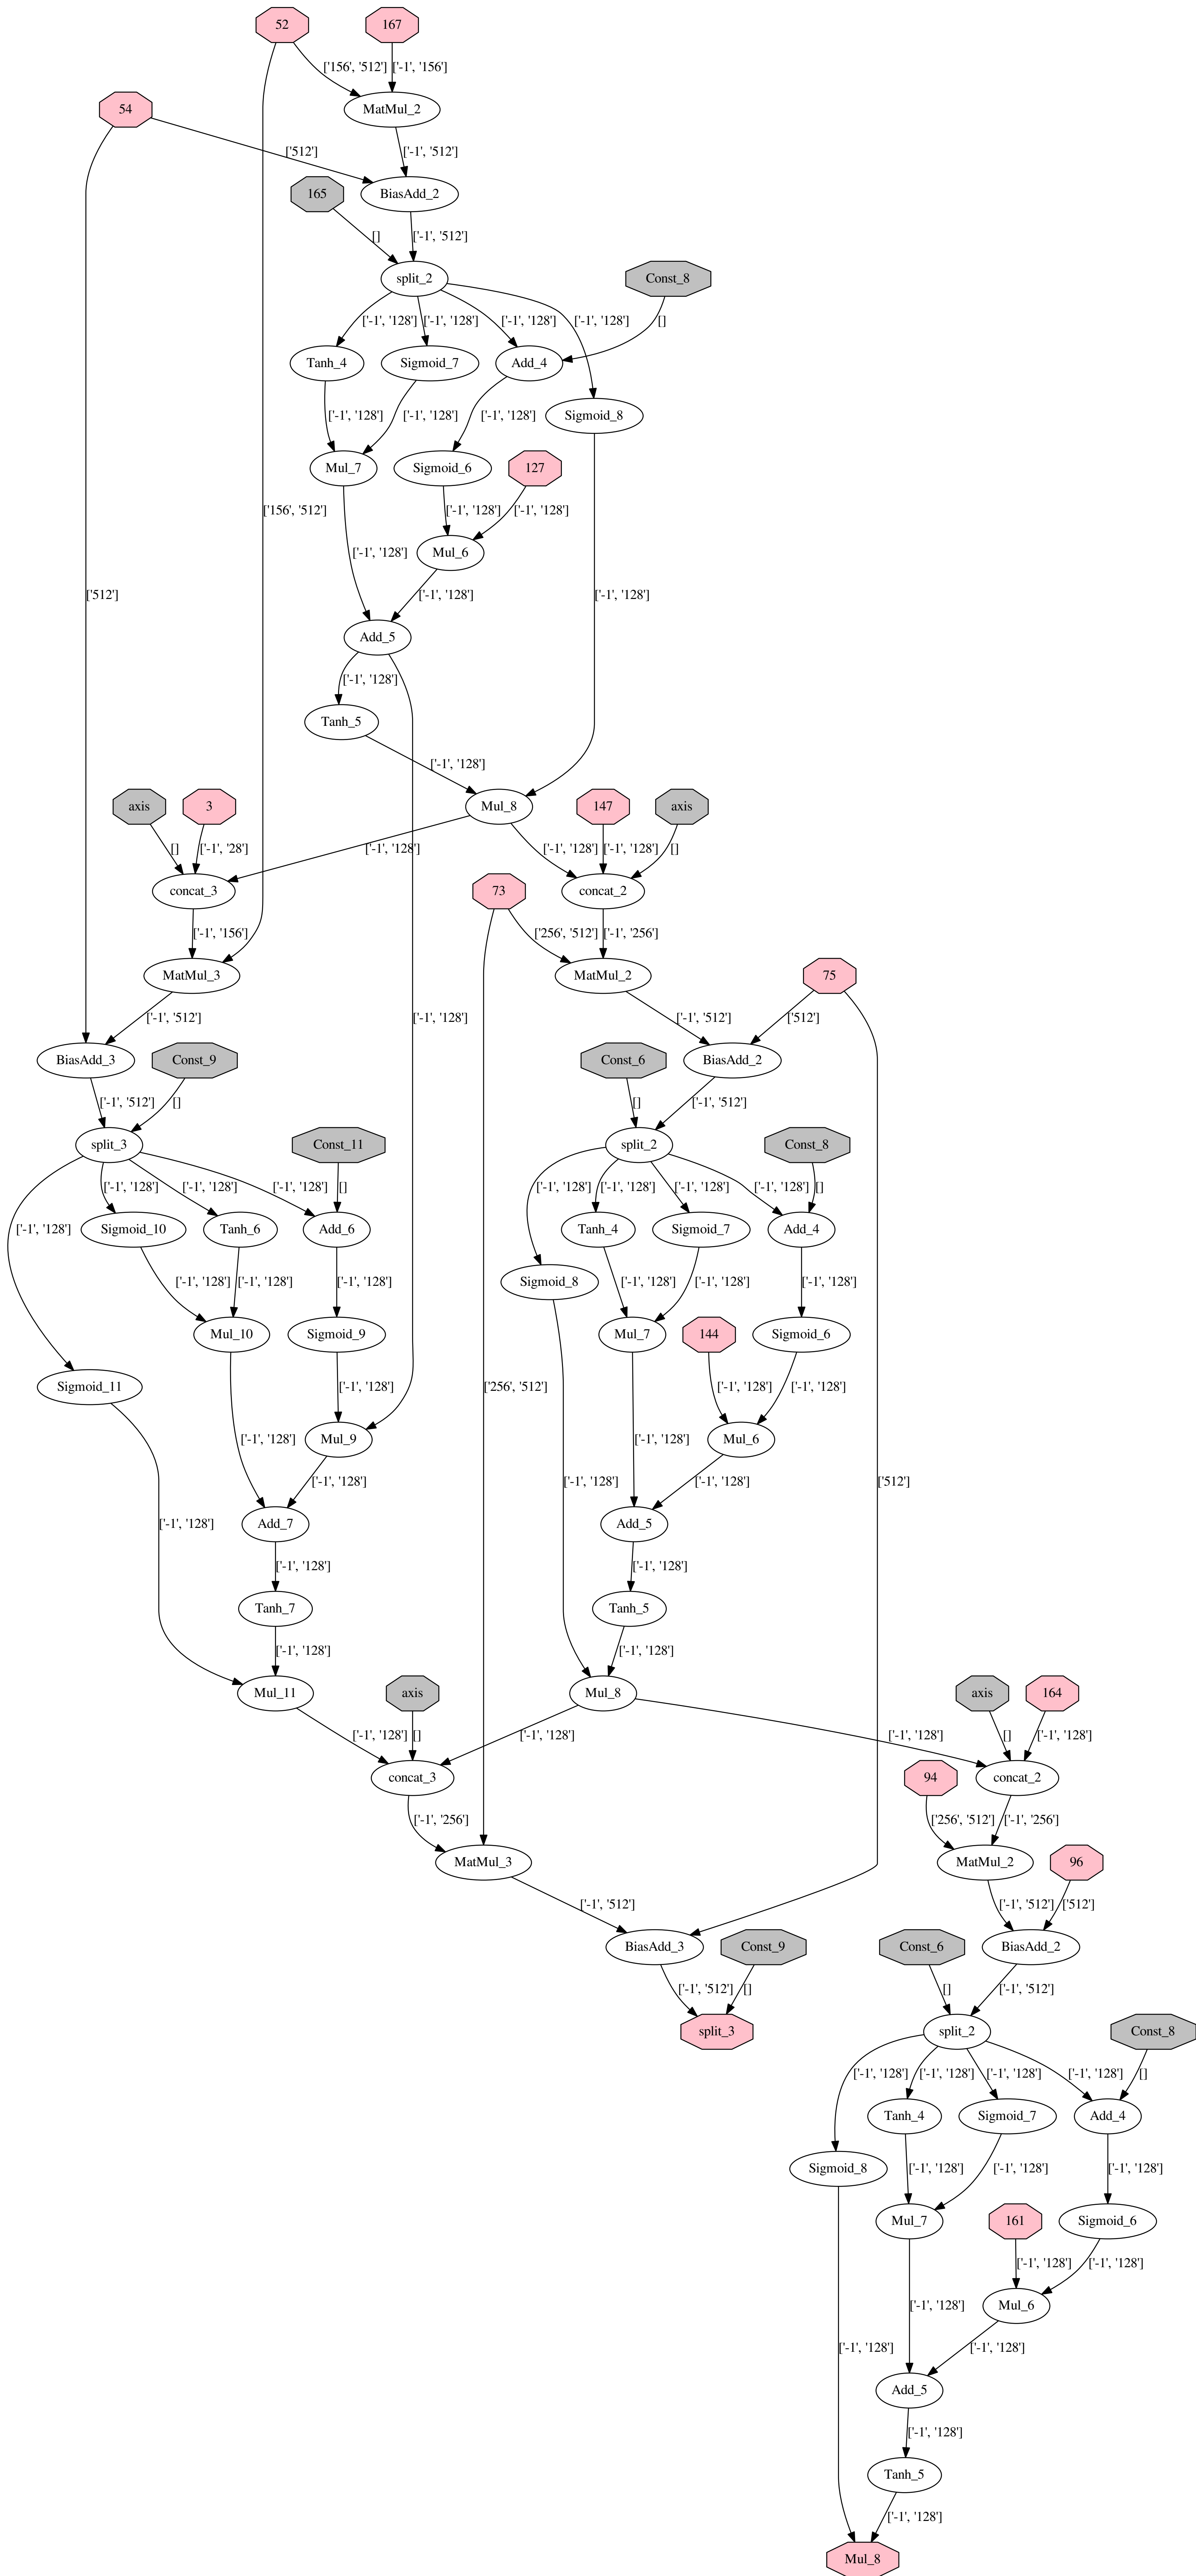 52 167
['156', '512'] ['-1', '156']
54 MatMul_2
['512'] ['-1', '512']
165 BiasAdd_2
[] ['-1', '512']
split_2 Const_8
['-1', '128'] ['-1', '128'] ['-1', '128'] ['-1', '128'] []
Tanh_4 Sigmoid_7 Add_4
['-1', '128'] ['-1', '128'] ['-1', '128'] Sigmoid_8
Mul_7 Sigmoid_6 127
['156', '512'] ['-1', '128'] ['-1', '128']
['-1', '128'] Mul_6
['512'] ['-1', '128'] ['-1', '128']
Add_5
['-1', '128']
Tanh_5
['-1', '128']
axis 3 Mul_8 147 axis
[] ['-1', '28'] ['-1', '128'] ['-1', '128'] ['-1', '128'] []
concat_3 73 concat_2
['-1', '156'] ['256', '512'] ['-1', '256']
MatMul_3 MatMul_2 75
['-1', '512'] ['-1', '128'] ['-1', '512'] ['512']
BiasAdd_3 Const_9 Const_6 BiasAdd_2
['-1', '512'] [] [] ['-1', '512']
split_3 Const_11 split_2 Const_8
['-1', '128'] ['-1', '128'] ['-1', '128'] [] ['-1', '128'] ['-1', '128'] ['-1', '128'] ['-1', '128'] []
['-1', '128'] Sigmoid_10 Tanh_6 Add_6 Tanh_4 Sigmoid_7 Add_4
['-1', '128'] ['-1', '128'] ['-1', '128'] Sigmoid_8 ['-1', '128'] ['-1', '128'] ['-1', '128']
Mul_10 Sigmoid_9 Mul_7 144 Sigmoid_6
Sigmoid_11 ['-1', '128'] ['256', '512'] ['-1', '128'] ['-1', '128']
['-1', '128'] Mul_9 ['-1', '128'] Mul_6
['-1', '128'] ['-1', '128'] ['-1', '128'] ['512']
['-1', '128'] Add_7 Add_5
['-1', '128'] ['-1', '128']
Tanh_7 Tanh_5
['-1', '128'] ['-1', '128']
Mul_11 axis Mul_8 axis 164
['-1', '128'] [] ['-1', '128'] ['-1', '128'] [] ['-1', '128']
concat_3 94 concat_2
['-1', '256'] ['256', '512'] ['-1', '256']
MatMul_3 MatMul_2 96
['-1', '512'] ['-1', '512'] ['512']
BiasAdd_3 Const_9 Const_6 BiasAdd_2
['-1', '512'] [] [] ['-1', '512']
split_3 split_2 Const_8
['-1', '128'] ['-1', '128'] ['-1', '128'] ['-1', '128'] []
Tanh_4 Sigmoid_7 Add_4
Sigmoid_8 ['-1', '128'] ['-1', '128'] ['-1', '128']
Mul_7 161 Sigmoid_6
['-1', '128'] ['-1', '128']
['-1', '128'] Mul_6
['-1', '128'] ['-1', '128']
Add_5
['-1', '128']
Tanh_5
['-1', '128']
Mul_8